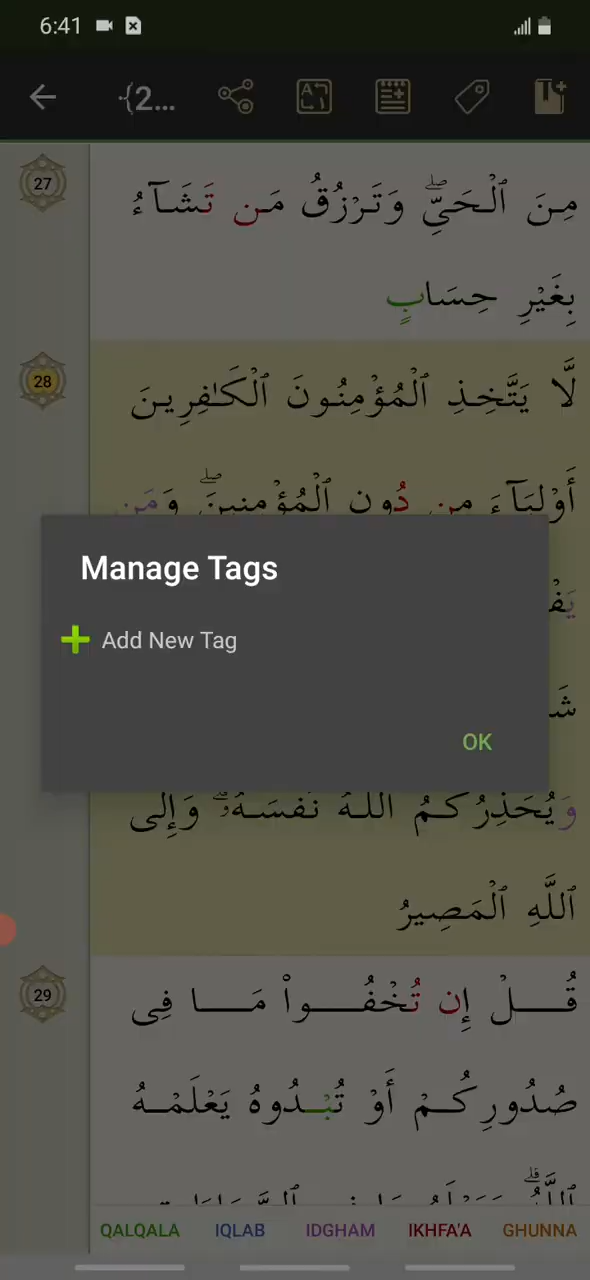 6:41
{2...
27
مِنَ ٱلْحَىِّ ۖ وَتَرْزُقُ مَن تَشَآءُ
بِغَيْرِ حِسَابٍ
28
لَّا يَتَّخِذِ ٱلْمُؤْمِنُونَ ٱلْكَـٰفِرِينَ
أَوْلِيَآءَ مِن دُونِ ٱلْمُؤْمِنِينَ ۖ وَمَن
Manage Tags
Add New Tag
OK
وَيُحَذِّرُكُمُ ٱللَّهُ نَفْسَهُۥ ۗ وَإِلَى
ٱللَّهِ ٱلْمَصِيرُ
29
قُلْ إِن تُخْفُوا۟ مَا فِى
صُدُورِكُمْ أَوْ تُبْدُوهُ يَعْلَمْهُ
QALQALA IQLAB IDGHAM IKHFA'A GHUNNA